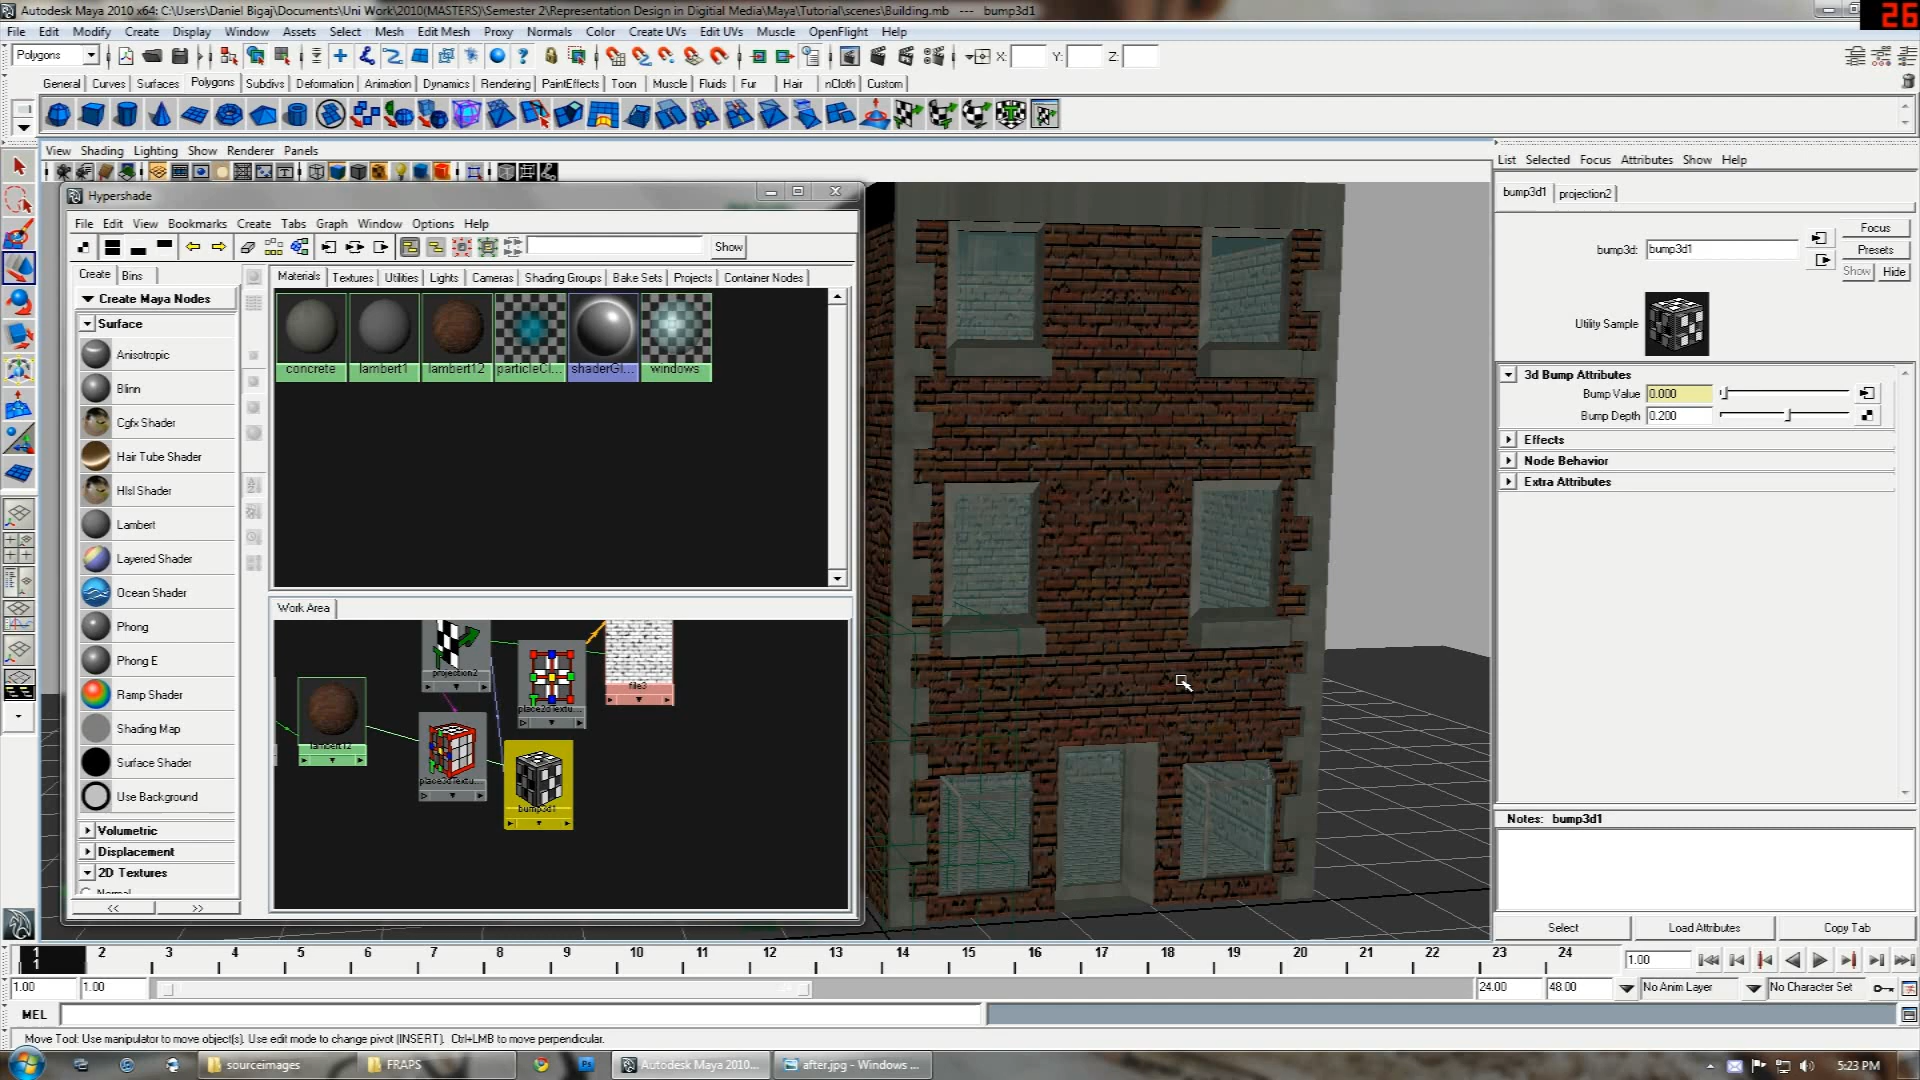 Autodesk Maya 2010 x64: C:\Users\Daniel Bigaj\Documents\Uni Work\2010(MASTERS)\Semester 2\Representation Design in Digitial Media\Maya\Tutorial\scenes\Building.mb --- bump3d1
26
File Edit Modify Create Display Window Assets Select Mesh Edit Mesh Proxy Normals Color Create UVs Edit UVs Muscle OpenFlight Help
Polygons X: Y: Z:
General Curves Surfaces Polygons Subdivs Deformation Animation Dynamics Rendering PaintEffects Toon Muscle Fluids Fur Hair nCloth Custom
View Shading Lighting Show Renderer Panels
List Selected Focus Attributes Show Help
Hypershade
bump3d1 projection2
File Edit View Bookmarks Create Tabs Graph Window Options Help
Show
bump3d: bump3d1
Focus
Presets
Show Hide
Create Bins
Materials Textures Utilities Lights Cameras Shading Groups Bake Sets Projects Container Nodes
Create Maya Nodes
Surface
Anisotropic
Blinn
Cgfx Shader
Hair Tube Shader
Hlsl Shader
Lambert
Layered Shader
Ocean Shader
Phong
Phong E
Ramp Shader
Shading Map
Surface Shader
Use Background
Volumetric
Displacement
2D Textures
Normal
<< >>
concrete lambert1 lambert12 particleCl... shaderGl... windows
Work Area
projection2
place2dTextu...
file3
lambert12
place3dTextu...
bump3d1
Utility Sample
3d Bump Attributes
Bump Value 0.000
Bump Depth 0.200
Effects
Node Behavior
Extra Attributes
Notes: bump3d1
Select Load Attributes Copy Tab
1 2 3 4 5 6 7 8 9 10 11 12 13 14 15 16 17 18 19 20 21 22 23 24
1
1.00
1.00 1.00 24 24.00 48.00 No Anim Layer No Character Set
MEL
Move Tool: Use manipulator to move object(s). Use edit mode to change pivot (INSERT). Ctrl+LMB to move perpendicular.
sourceimages FRAPS Ps Autodesk Maya 2010... after.jpg - Windows ... 5:23 PM